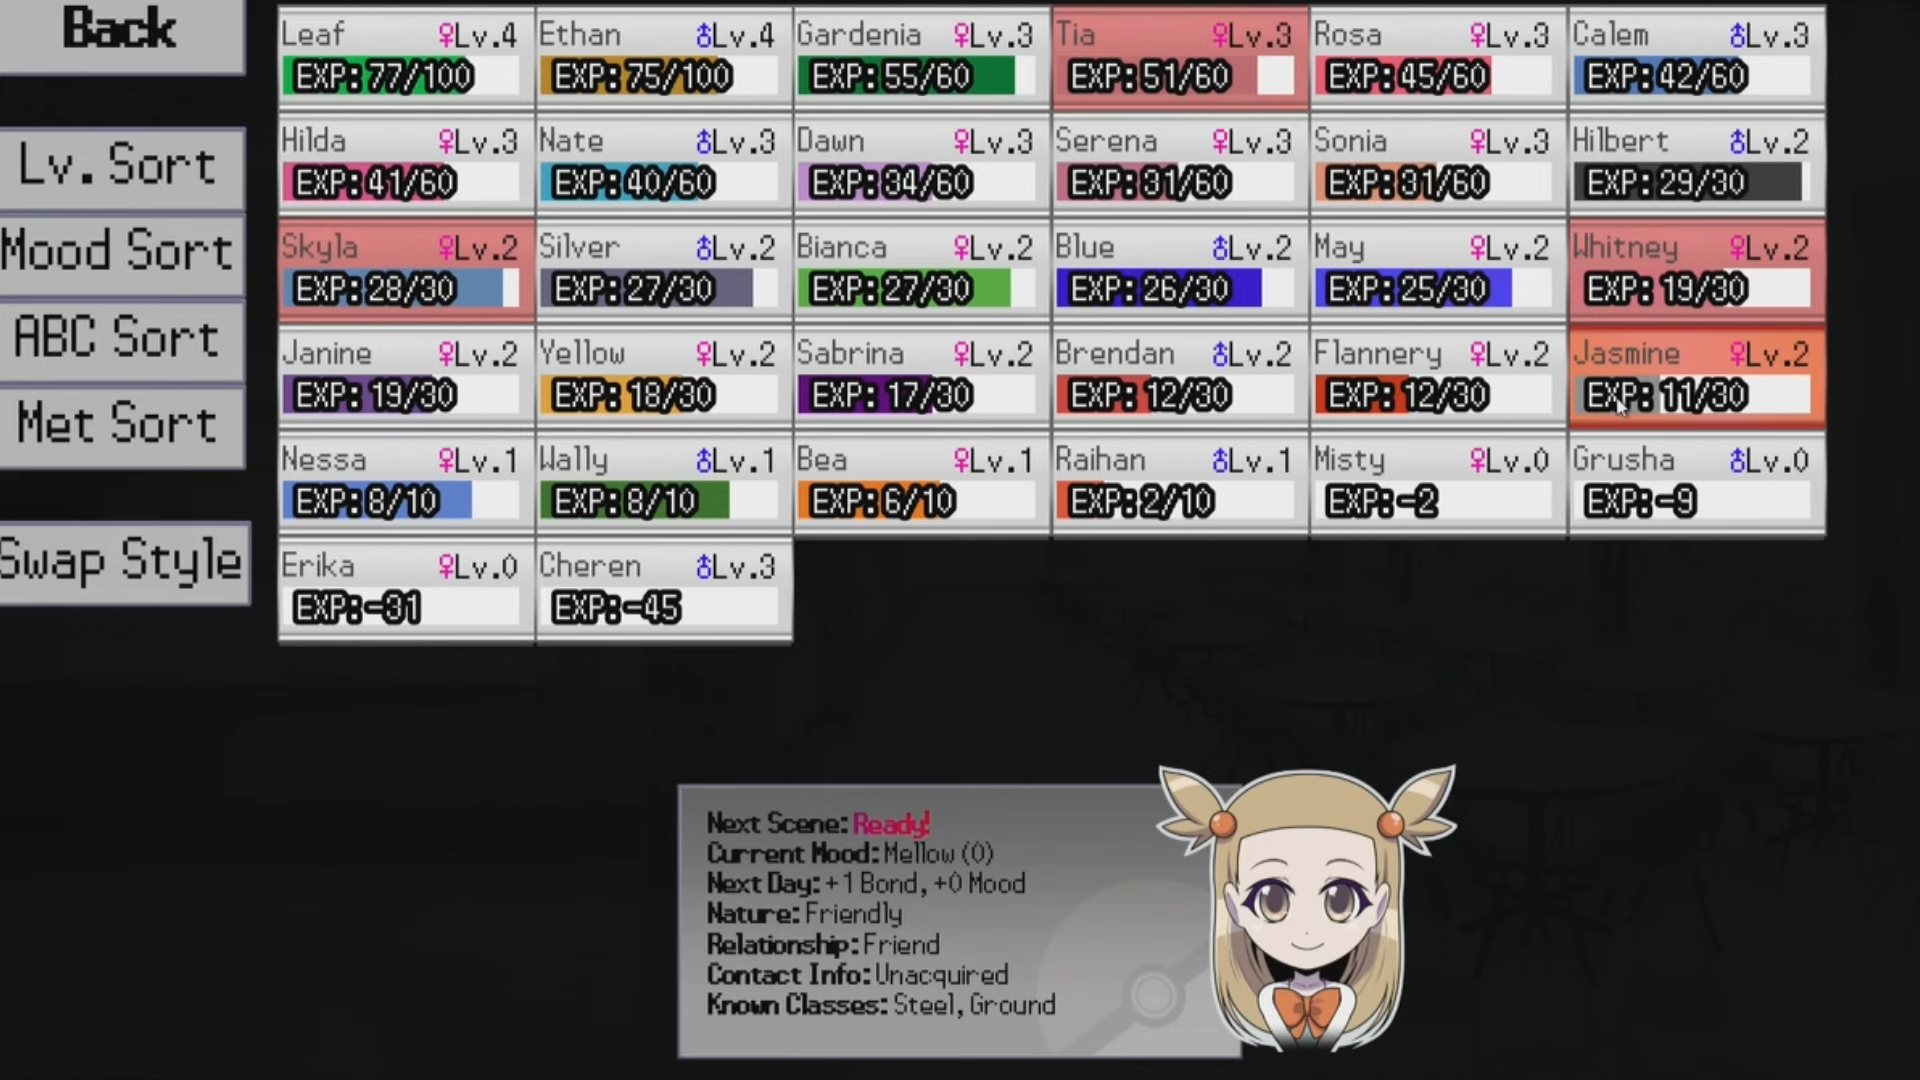 Back
Lv. Sort
Mood Sort
ABC Sort
Met Sort
Swap Style
Leaf ♀Lv.4 Ethan ♂Lv.4 Gardenia ♀Lv.3 Tia ♀Lv.3 Rosa ♀Lv.3 Calem ♂Lv.3
EXP: 77/100 EXP: 75/100 EXP: 55/60 EXP: 51/60 EXP: 45/60 EXP: 42/60
Hilda ♀Lv.3 Nate ♂Lv.3 Dawn ♀Lv.3 Serena ♀Lv.3 Sonia ♀Lv.3 Hilbert ♂Lv.2
EXP: 41/60 EXP: 40/60 EXP: 34/60 EXP: 31/60 EXP: 31/60 EXP: 29/30
Skyla ♀Lv.2 Silver ♂Lv.2 Bianca ♀Lv.2 Blue ♂Lv.2 May ♀Lv.2 Whitney ♀Lv.2
EXP: 28/30 EXP: 27/30 EXP: 27/30 EXP: 26/30 EXP: 25/30 EXP: 19/30
Janine ♀Lv.2 Yellow ♀Lv.2 Sabrina ♀Lv.2 Brendan ♂Lv.2 Flannery ♀Lv.2 Jasmine ♀Lv.2
EXP: 19/30 EXP: 18/30 EXP: 17/30 EXP: 12/30 EXP: 12/30 EXP: 11/30
Nessa ♀Lv.1 Wally ♂Lv.1 Bea ♀Lv.1 Raihan ♂Lv.1 Misty ♀Lv.0 Grusha ♂Lv.0
EXP: 8/10 EXP: 8/10 EXP: 6/10 EXP: 2/10 EXP: -2 EXP: -9
Erika ♀Lv.0 Cheren ♂Lv.3
EXP: -31 EXP: -45
Next Scene: Ready!
Current Mood: Mellow (0)
Next Day: +1 Bond, +0 Mood
Nature: Friendly
Relationship: Friend
Contact Info: Unacquired
Known Classes: Steel, Ground